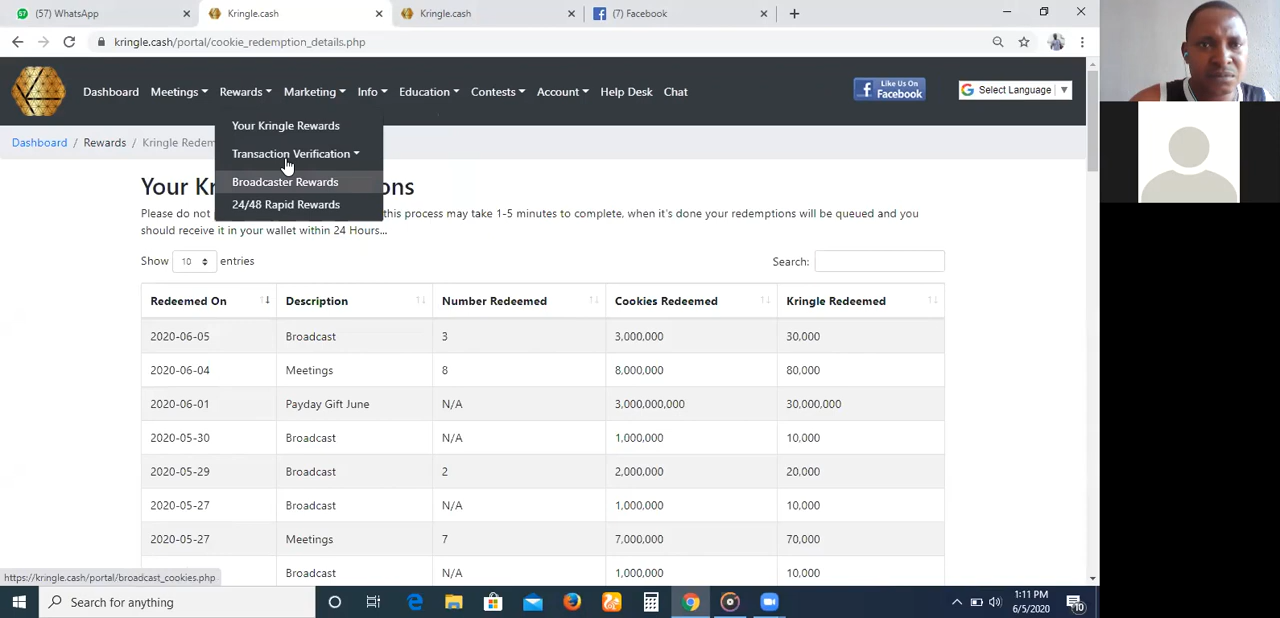 (57) WhatsApp
Kringle.cash
Kringle.cash
(7) Facebook
kringle.cash/portal/cookie_redemption_details.php
Dashboard Meetings Rewards Marketing Info Education Contests Account Help Desk Chat
Like Us On
Facebook
Select Language
Dashboard / Rewards / Kringle Redem
Your Kringle Rewards
Transaction Verification
Broadcaster Rewards
24/48 Rapid Rewards
Your Kr ons
Please do not this process may take 1-5 minutes to complete, when it's done your redemptions will be queued and you
should receive it in your wallet within 24 Hours...
Show 10 entries
Search:
Redeemed On Description Number Redeemed Cookies Redeemed Kringle Redeemed
2020-06-05 Broadcast 3 3,000,000 30,000
2020-06-04 Meetings 8 8,000,000 80,000
2020-06-01 Payday Gift June N/A 3,000,000,000 30,000,000
2020-05-30 Broadcast N/A 1,000,000 10,000
2020-05-29 Broadcast 2 2,000,000 20,000
2020-05-27 Broadcast N/A 1,000,000 10,000
2020-05-27 Meetings 7 7,000,000 70,000
Broadcast N/A 1,000,000 10,000
https://kringle.cash/portal/broadcast_cookies.php
Search for anything
1:11 PM
6/5/2020
10